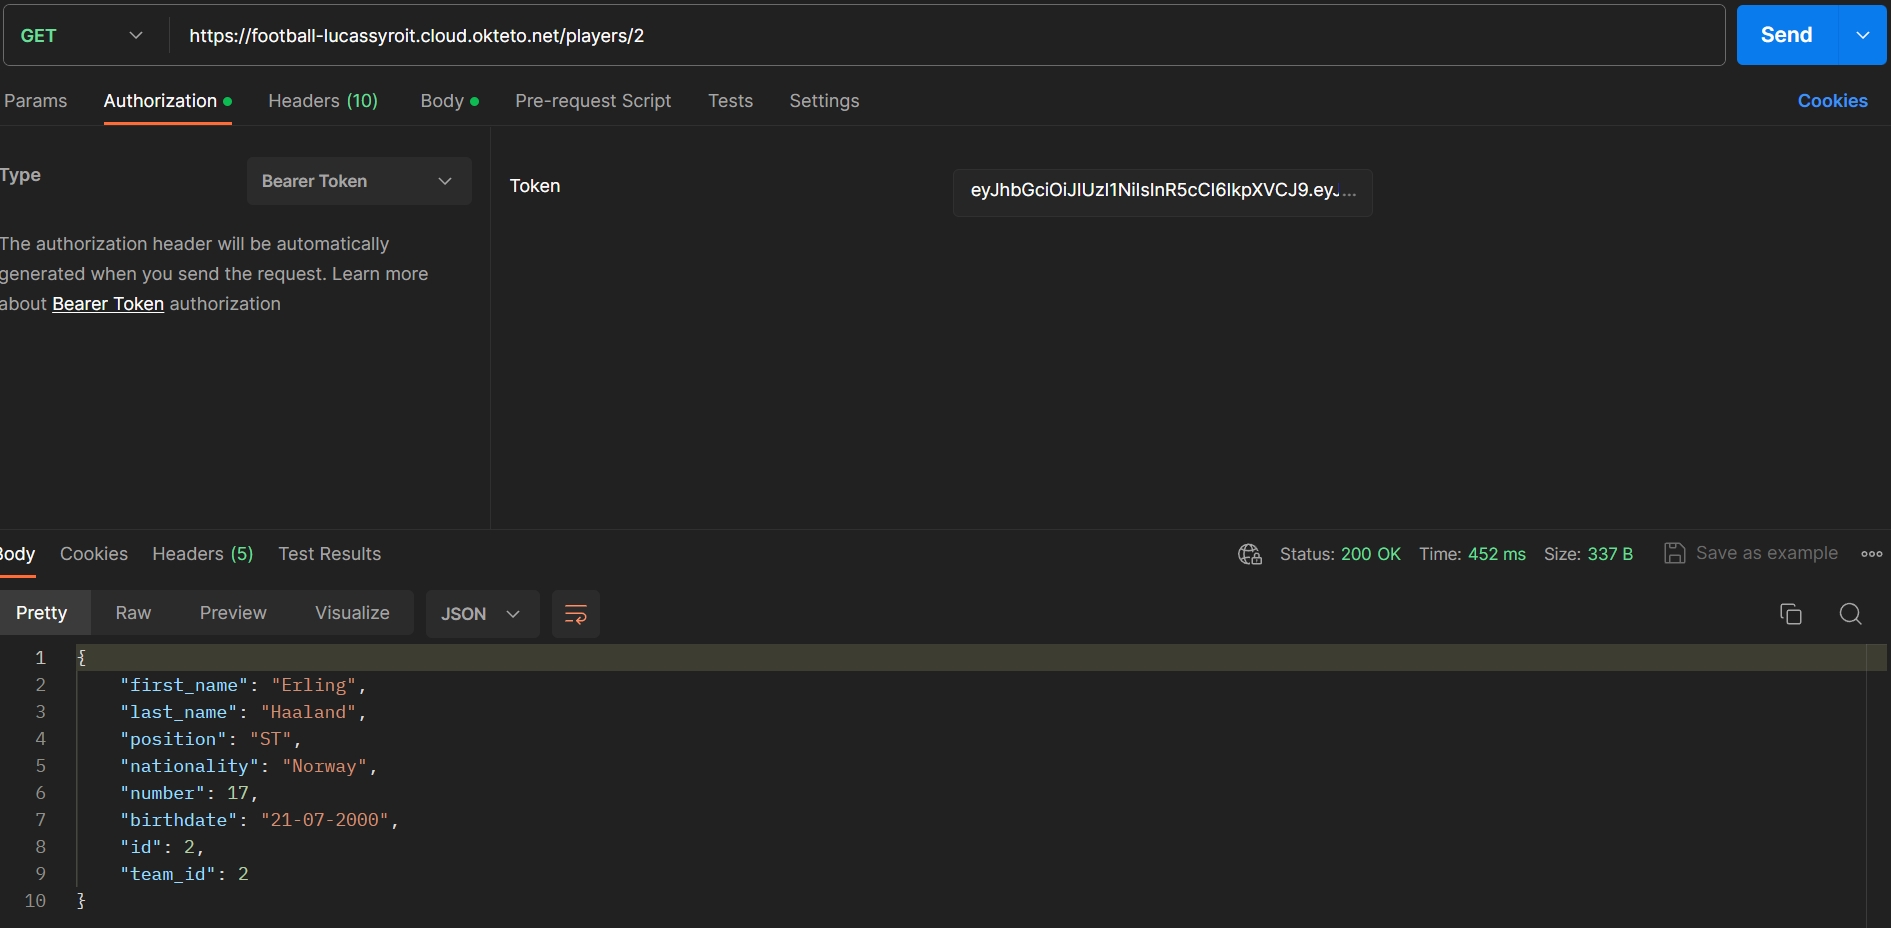 GET https://football-lucassyroit.cloud.okteto.net/players/2 Send
Params Authorization Headers (10) Body Pre-request Script Tests Settings Cookies
Type Bearer Token
Token eyJhbGciOiJIUzI1NiIsInR5cCI6IkpXVCJ9.eyJ...
The authorization header will be automatically
generated when you send the request. Learn more
about Bearer Token authorization
Body Cookies Headers (5) Test Results Status: 200 OK Time: 452 ms Size: 337 B Save as example
Pretty Raw Preview Visualize JSON
1 {
2 "first_name": "Erling",
3 "last_name": "Haaland",
4 "position": "ST",
5 "nationality": "Norway",
6 "number": 17,
7 "birthdate": "21-07-2000",
8 "id": 2,
9 "team_id": 2
10 }